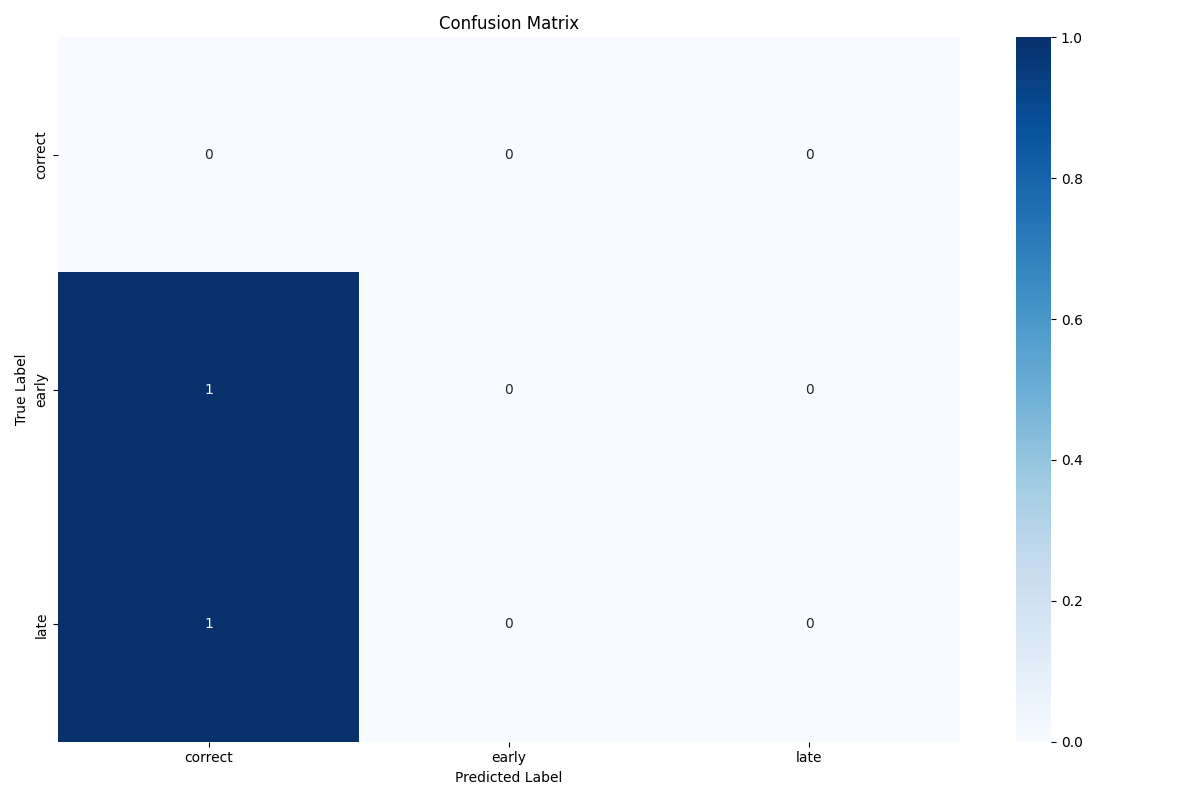 Confusion Matrix
True Label
correct
early
late
0 0 0
1 0 0
1 0 0
correct early late
Predicted Label
1.0
0.8
0.6
0.4
0.2
0.0